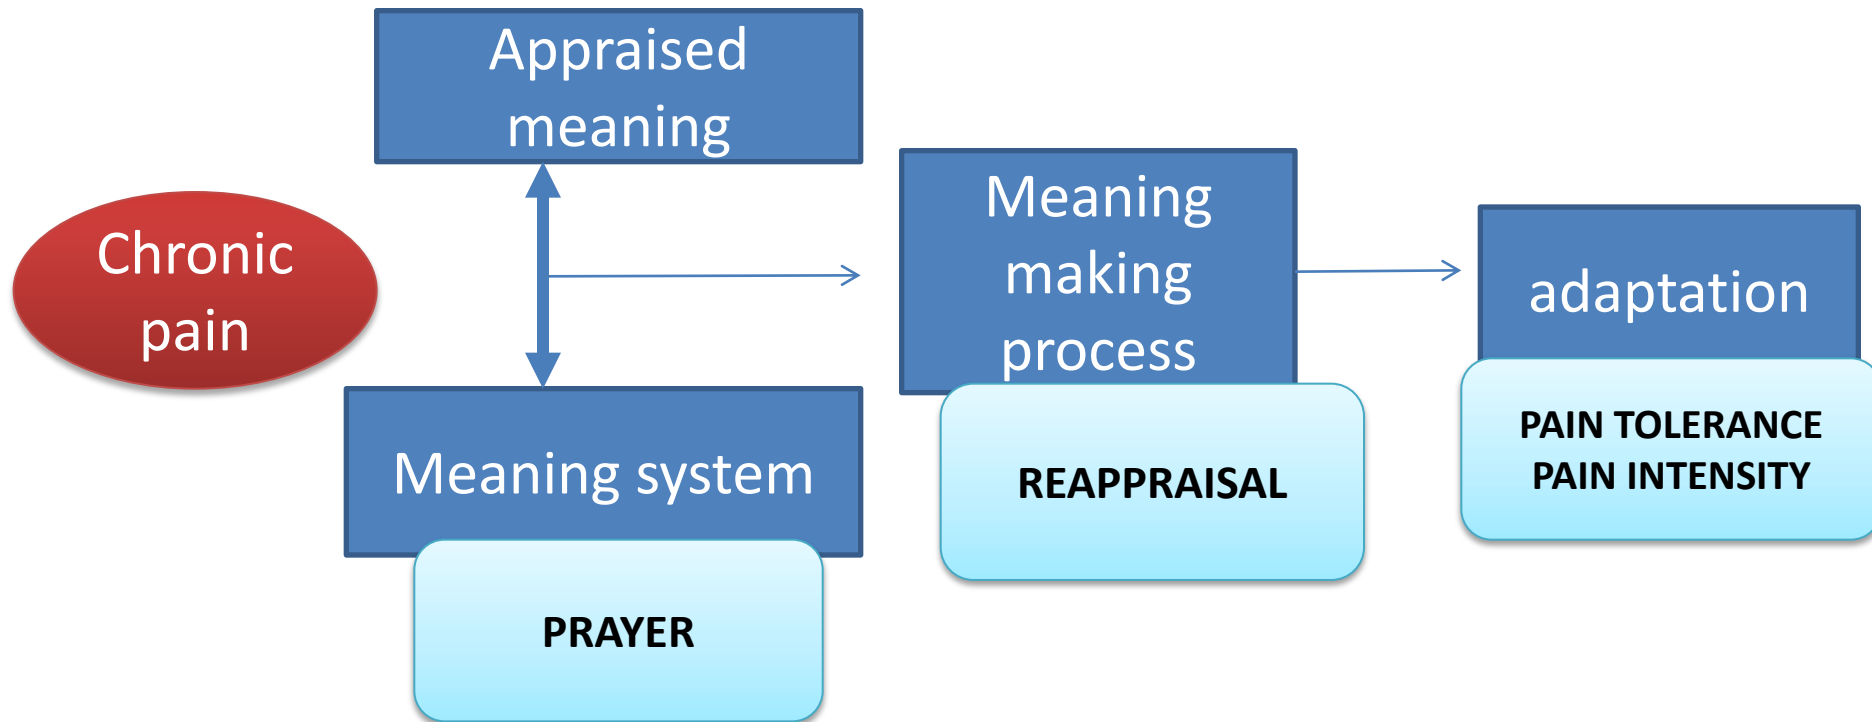 Appraised
meaning
Chronic
pain
Meaning system
PRAYER
Meaning
making
process
REAPPRAISAL
adaptation
PAIN TOLERANCE
PAIN INTENSITY